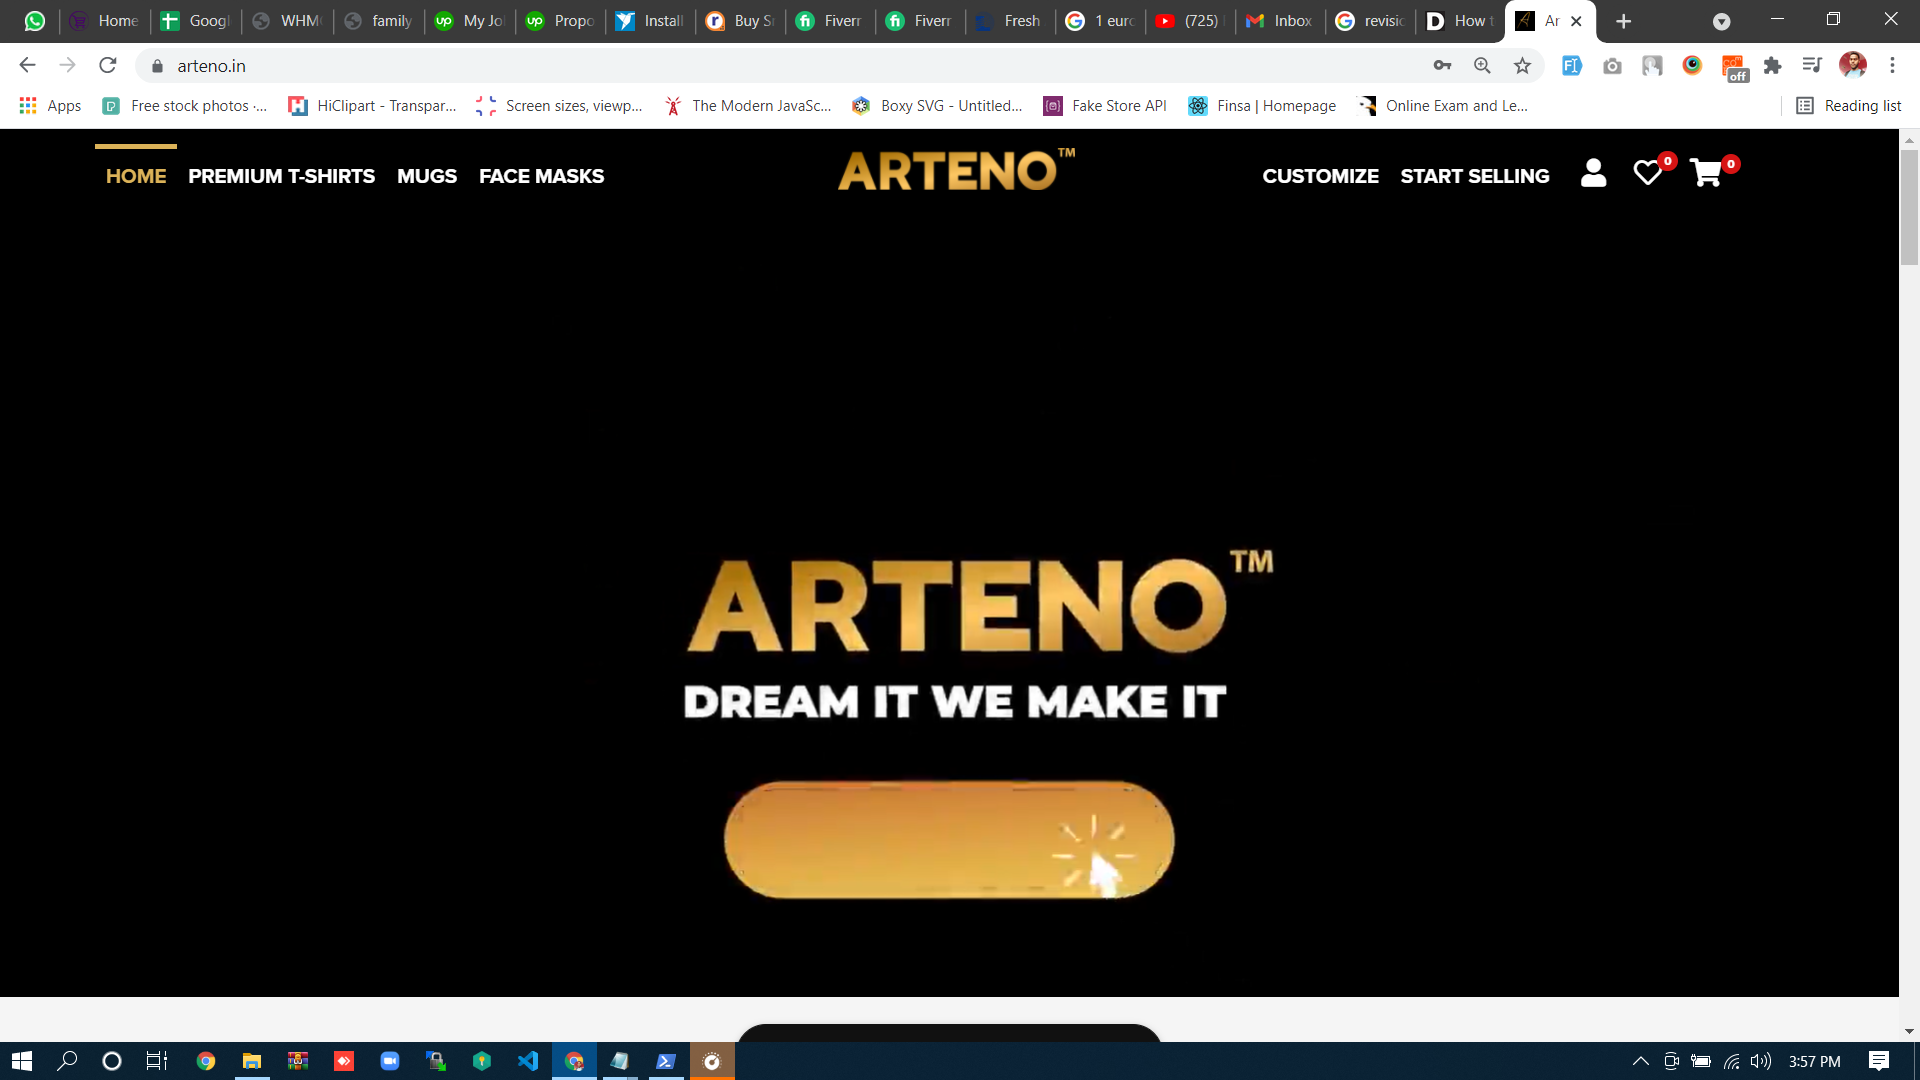 Home
Googl
WHM
family
My Jo
Propo
Install
Buy S
Fiverr
Fiverr
Fresh
1 euro
(725)
Inbox
revisio
How t
Ar
arteno.in
off
Apps
Free stock photos ·...
HiClipart - Transpar...
Screen sizes, viewp...
The Modern JavaSc...
Boxy SVG - Untitled...
Fake Store API
Finsa | Homepage
Online Exam and Le...
Reading list
HOME
PREMIUM T-SHIRTS
MUGS
FACE MASKS
ARTENO™
CUSTOMIZE
START SELLING
0
0
ARTENO™
DREAM IT WE MAKE IT
3:57 PM